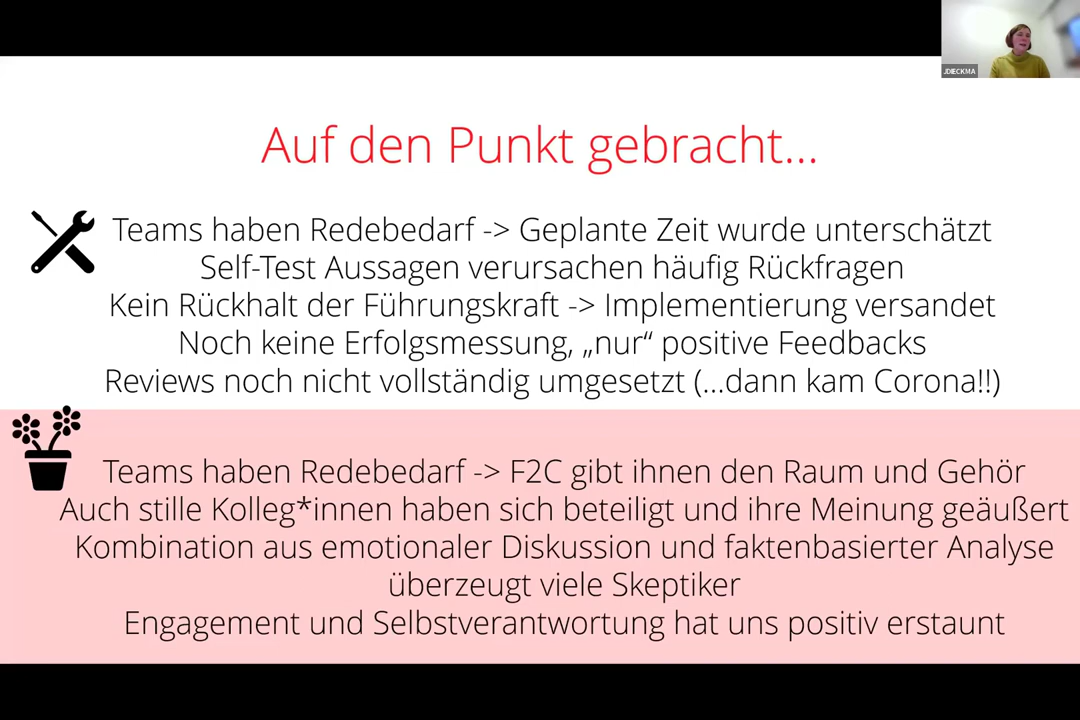 JDIECKMA
Auf den Punkt gebracht...
Teams haben Redebedarf -> Geplante Zeit wurde unterschätzt
Self-Test Aussagen verursachen häufig Rückfragen
Kein Rückhalt der Führungskraft -> Implementierung versandet
Noch keine Erfolgsmessung, „nur“ positive Feedbacks
Reviews noch nicht vollständig umgesetzt (...dann kam Corona!!)
Teams haben Redebedarf -> F2C gibt ihnen den Raum und Gehör
Auch stille Kolleg*innen haben sich beteiligt und ihre Meinung geäußert
Kombination aus emotionaler Diskussion und faktenbasierter Analyse
überzeugt viele Skeptiker
Engagement und Selbstverantwortung hat uns positiv erstaunt